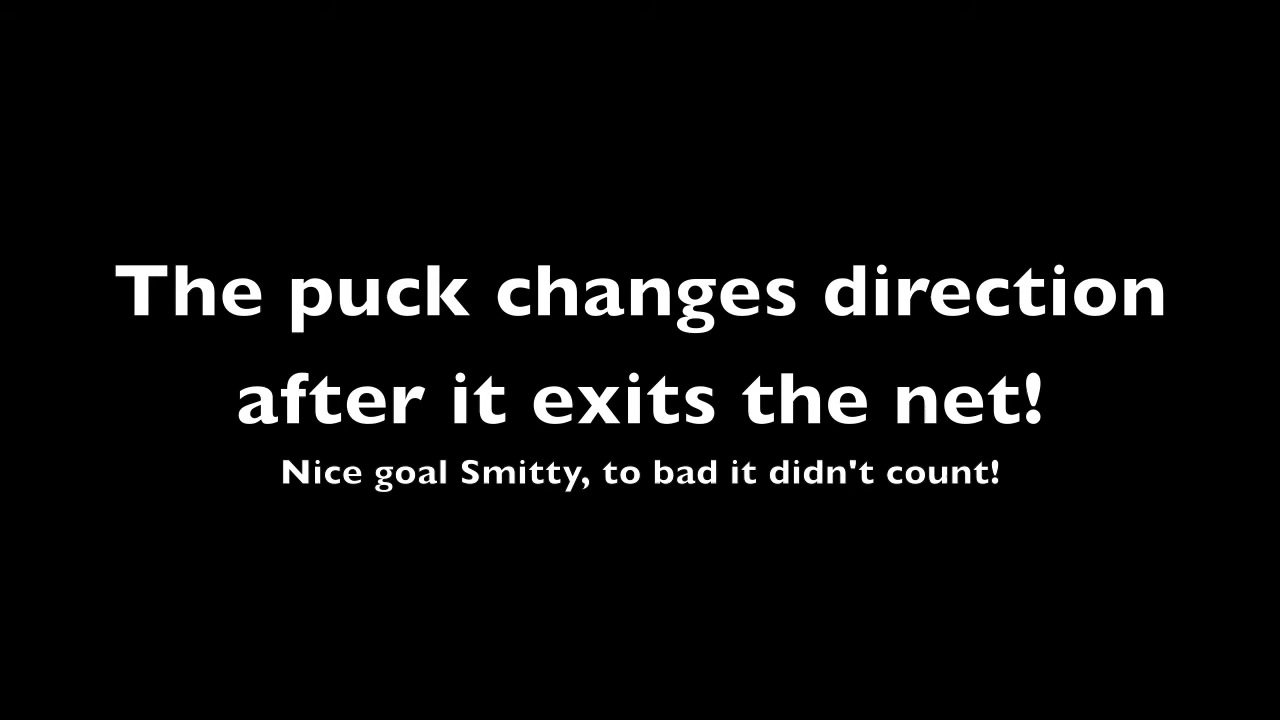 The puck changes direction
after it exits the net!
Nice goal Smitty, to bad it didn't count!